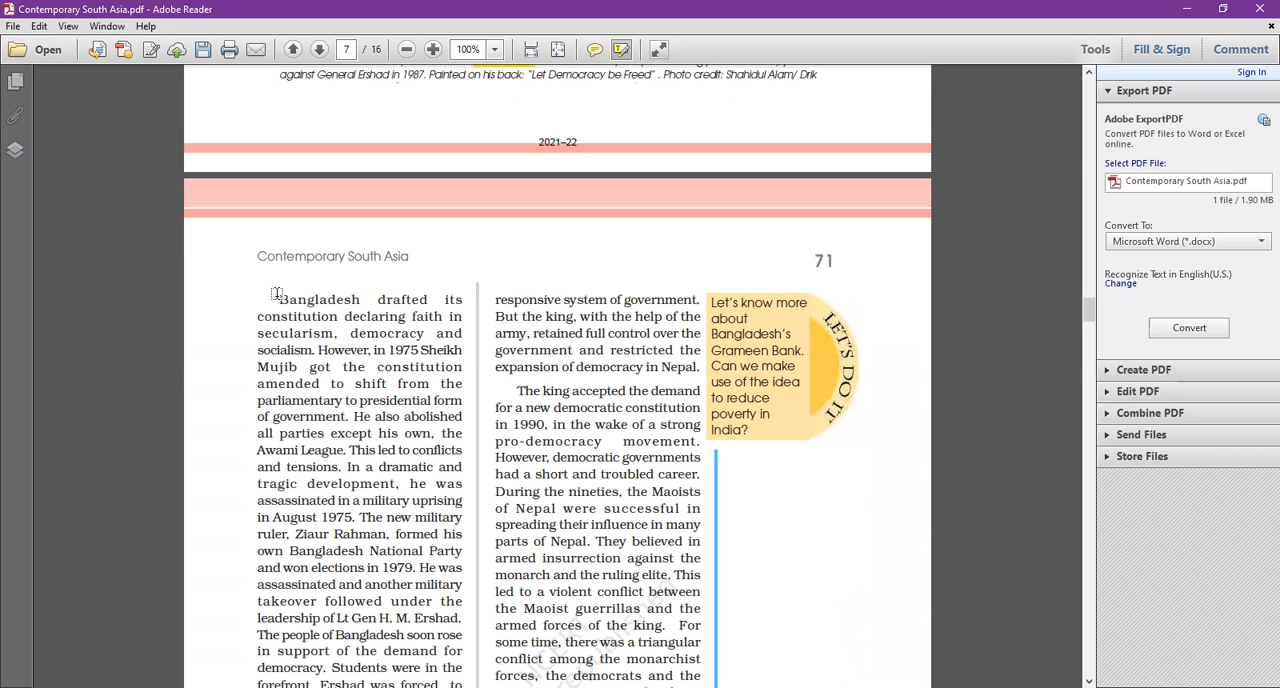 Contemporary South Asia.pdf - Adobe Reader
File Edit View Window Help
Open 7 / 16 100% Tools Fill & Sign Comment
against General Ershad in 1987. Painted on his back: "Let Democracy be Freed" . Photo credit: Shahidul Alam/ Drik
2021–22
Contemporary South Asia
71
Bangladesh drafted its
constitution declaring faith in
secularism, democracy and
socialism. However, in 1975 Sheikh
Mujib got the constitution
amended to shift from the
parliamentary to presidential form
of government. He also abolished
all parties except his own, the
Awami League. This led to conflicts
and tensions. In a dramatic and
tragic development, he was
assassinated in a military uprising
in August 1975. The new military
ruler, Ziaur Rahman, formed his
own Bangladesh National Party
and won elections in 1979. He was
assassinated and another military
takeover followed under the
leadership of Lt Gen H. M. Ershad.
The people of Bangladesh soon rose
in support of the demand for
democracy. Students were in the
forefront. Ershad was forced to
responsive system of government.
But the king, with the help of the
army, retained full control over the
government and restricted the
expansion of democracy in Nepal.
The king accepted the demand
for a new democratic constitution
in 1990, in the wake of a strong
pro-democracy movement.
However, democratic governments
had a short and troubled career.
During the nineties, the Maoists
of Nepal were successful in
spreading their influence in many
parts of Nepal. They believed in
armed insurrection against the
monarch and the ruling elite. This
led to a violent conflict between
the Maoist guerrillas and the
armed forces of the king. For
some time, there was a triangular
conflict among the monarchist
forces, the democrats and the
Let's know more
about
Bangladesh's
Grameen Bank.
Can we make
use of the idea
to reduce
poverty in
India?
LET'S DO IT
Sign In
Export PDF
Adobe ExportPDF
Convert PDF files to Word or Excel
online.
Select PDF File:
Contemporary South Asia.pdf
1 file / 1.90 MB
Convert To:
Microsoft Word (*.docx)
Recognize Text in English(U.S.)
Change
Convert
Create PDF
Edit PDF
Combine PDF
Send Files
Store Files